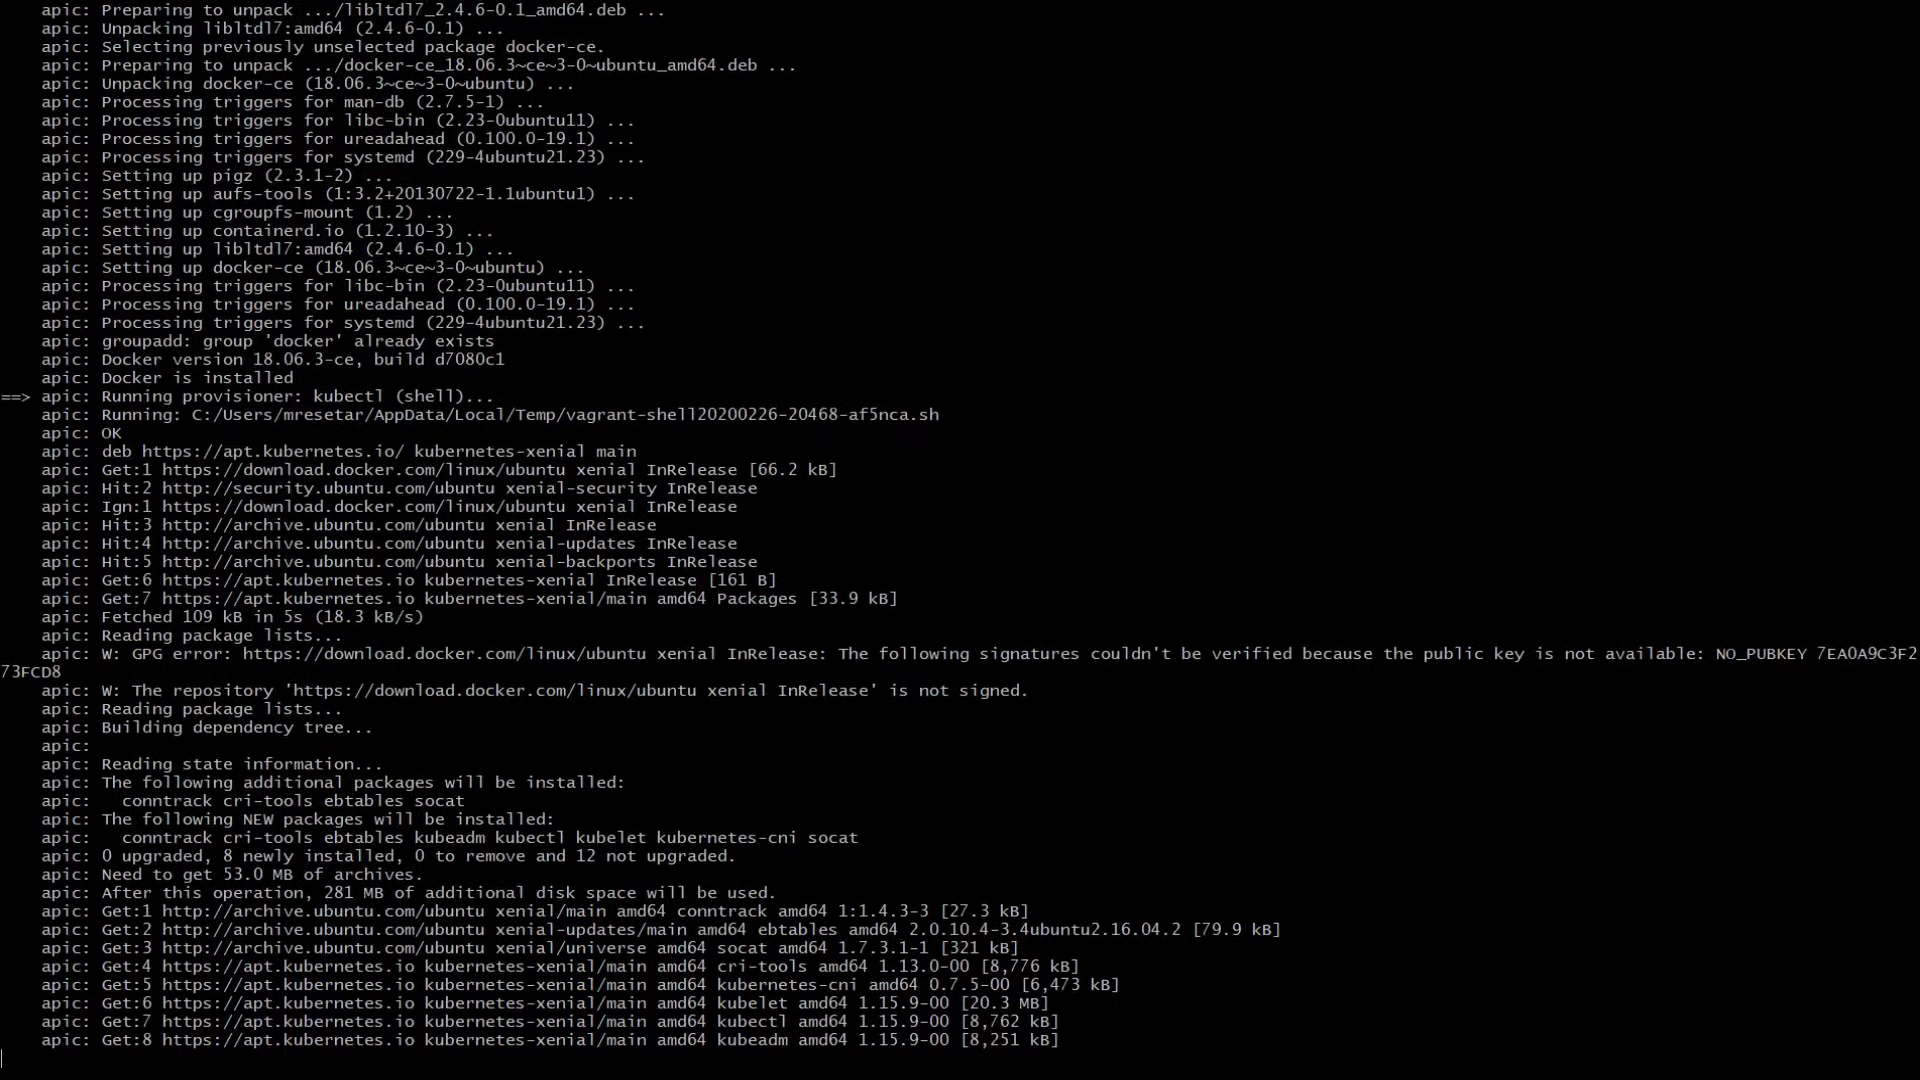 apic: Preparing to unpack .../libltdl7_2.4.6-0.1_amd64.deb ...
apic: Unpacking libltdl7:amd64 (2.4.6-0.1) ...
apic: Selecting previously unselected package docker-ce.
apic: Preparing to unpack .../docker-ce_18.06.3~ce~3-0~ubuntu_amd64.deb ...
apic: Unpacking docker-ce (18.06.3~ce~3-0~ubuntu) ...
apic: Processing triggers for man-db (2.7.5-1) ...
apic: Processing triggers for libc-bin (2.23-0ubuntu11) ...
apic: Processing triggers for ureadahead (0.100.0-19.1) ...
apic: Processing triggers for systemd (229-4ubuntu21.23) ...
apic: Setting up pigz (2.3.1-2) ...
apic: Setting up aufs-tools (1:3.2+20130722-1.1ubuntu1) ...
apic: Setting up cgroupfs-mount (1.2) ...
apic: Setting up containerd.io (1.2.10-3) ...
apic: Setting up libltdl7:amd64 (2.4.6-0.1) ...
apic: Setting up docker-ce (18.06.3~ce~3-0~ubuntu) ...
apic: Processing triggers for libc-bin (2.23-0ubuntu11) ...
apic: Processing triggers for ureadahead (0.100.0-19.1) ...
apic: Processing triggers for systemd (229-4ubuntu21.23) ...
apic: groupadd: group 'docker' already exists
apic: Docker version 18.06.3-ce, build d7080c1
apic: Docker is installed
==> apic: Running provisioner: kubectl (shell)...
apic: Running: C:/Users/mresetar/AppData/Local/Temp/vagrant-shell20200226-20468-af5nca.sh
apic: OK
apic: deb https://apt.kubernetes.io/ kubernetes-xenial main
apic: Get:1 https://download.docker.com/linux/ubuntu xenial InRelease [66.2 kB]
apic: Hit:2 http://security.ubuntu.com/ubuntu xenial-security InRelease
apic: Ign:1 https://download.docker.com/linux/ubuntu xenial InRelease
apic: Hit:3 http://archive.ubuntu.com/ubuntu xenial InRelease
apic: Hit:4 http://archive.ubuntu.com/ubuntu xenial-updates InRelease
apic: Hit:5 http://archive.ubuntu.com/ubuntu xenial-backports InRelease
apic: Get:6 https://apt.kubernetes.io kubernetes-xenial InRelease [161 B]
apic: Get:7 https://apt.kubernetes.io kubernetes-xenial/main amd64 Packages [33.9 kB]
apic: Fetched 109 kB in 5s (18.3 kB/s)
apic: Reading package lists...
apic: W: GPG error: https://download.docker.com/linux/ubuntu xenial InRelease: The following signatures couldn't be verified because the public key is not available: NO_PUBKEY 7EA0A9C3F2
73FCD8
apic: W: The repository 'https://download.docker.com/linux/ubuntu xenial InRelease' is not signed.
apic: Reading package lists...
apic: Building dependency tree...
apic:
apic: Reading state information...
apic: The following additional packages will be installed:
apic:   conntrack cri-tools ebtables socat
apic: The following NEW packages will be installed:
apic:   conntrack cri-tools ebtables kubeadm kubectl kubelet kubernetes-cni socat
apic: 0 upgraded, 8 newly installed, 0 to remove and 12 not upgraded.
apic: Need to get 53.0 MB of archives.
apic: After this operation, 281 MB of additional disk space will be used.
apic: Get:1 http://archive.ubuntu.com/ubuntu xenial/main amd64 conntrack amd64 1:1.4.3-3 [27.3 kB]
apic: Get:2 http://archive.ubuntu.com/ubuntu xenial-updates/main amd64 ebtables amd64 2.0.10.4-3.4ubuntu2.16.04.2 [79.9 kB]
apic: Get:3 http://archive.ubuntu.com/ubuntu xenial/universe amd64 socat amd64 1.7.3.1-1 [321 kB]
apic: Get:4 https://apt.kubernetes.io kubernetes-xenial/main amd64 cri-tools amd64 1.13.0-00 [8,776 kB]
apic: Get:5 https://apt.kubernetes.io kubernetes-xenial/main amd64 kubernetes-cni amd64 0.7.5-00 [6,473 kB]
apic: Get:6 https://apt.kubernetes.io kubernetes-xenial/main amd64 kubelet amd64 1.15.9-00 [20.3 MB]
apic: Get:7 https://apt.kubernetes.io kubernetes-xenial/main amd64 kubectl amd64 1.15.9-00 [8,762 kB]
apic: Get:8 https://apt.kubernetes.io kubernetes-xenial/main amd64 kubeadm amd64 1.15.9-00 [8,251 kB]